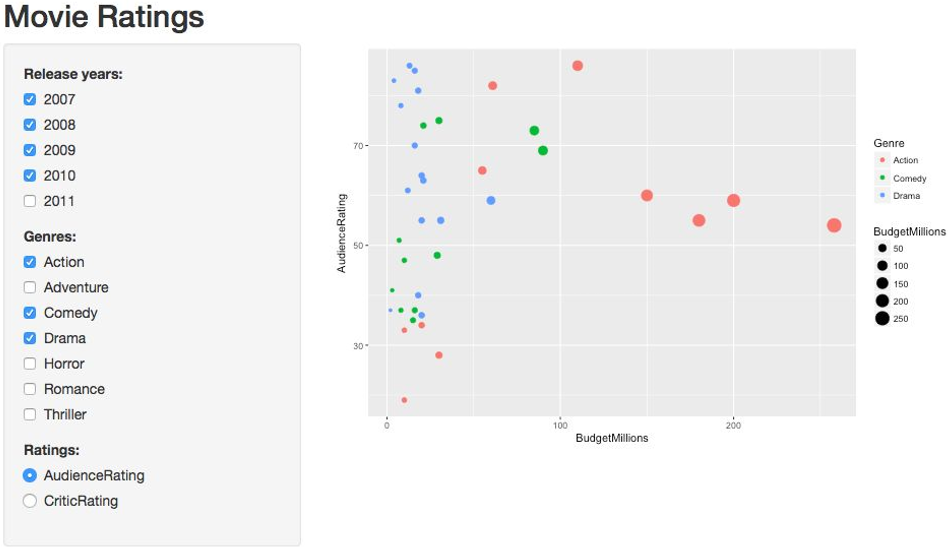 Movie Ratings
Release years:
2007
2008
2009
2010
2011
Genres:
Action
Adventure
Comedy
Drama
Horror
Romance
Thriller
Ratings:
AudienceRating
CriticRating
AudienceRating
70
50
30
0
100
200
BudgetMillions
Genre
Action
Comedy
Drama
BudgetMillions
50
100
150
200
250